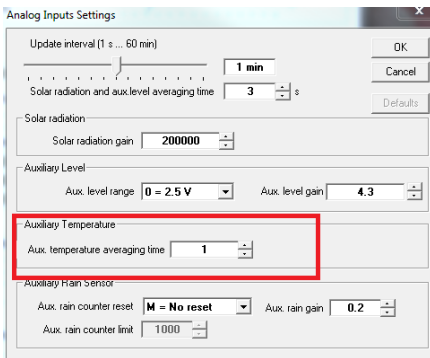 Analog Inputs Settings
Update interval (1 s ... 60 min)
1 min
OK
Cancel
Solar radiation and aux.level averaging time 3 s
Defaults
Solar radiation
Solar radiation gain 200000
Auxiliary Level
Aux. level range 0 = 2.5 V Aux. level gain 4.3
Auxiliary Temperature
Aux. temperature averaging time 1
Auxiliary Rain Sensor
Aux. rain counter reset M = No reset Aux. rain gain 0.2
Aux. rain counter limit 1000